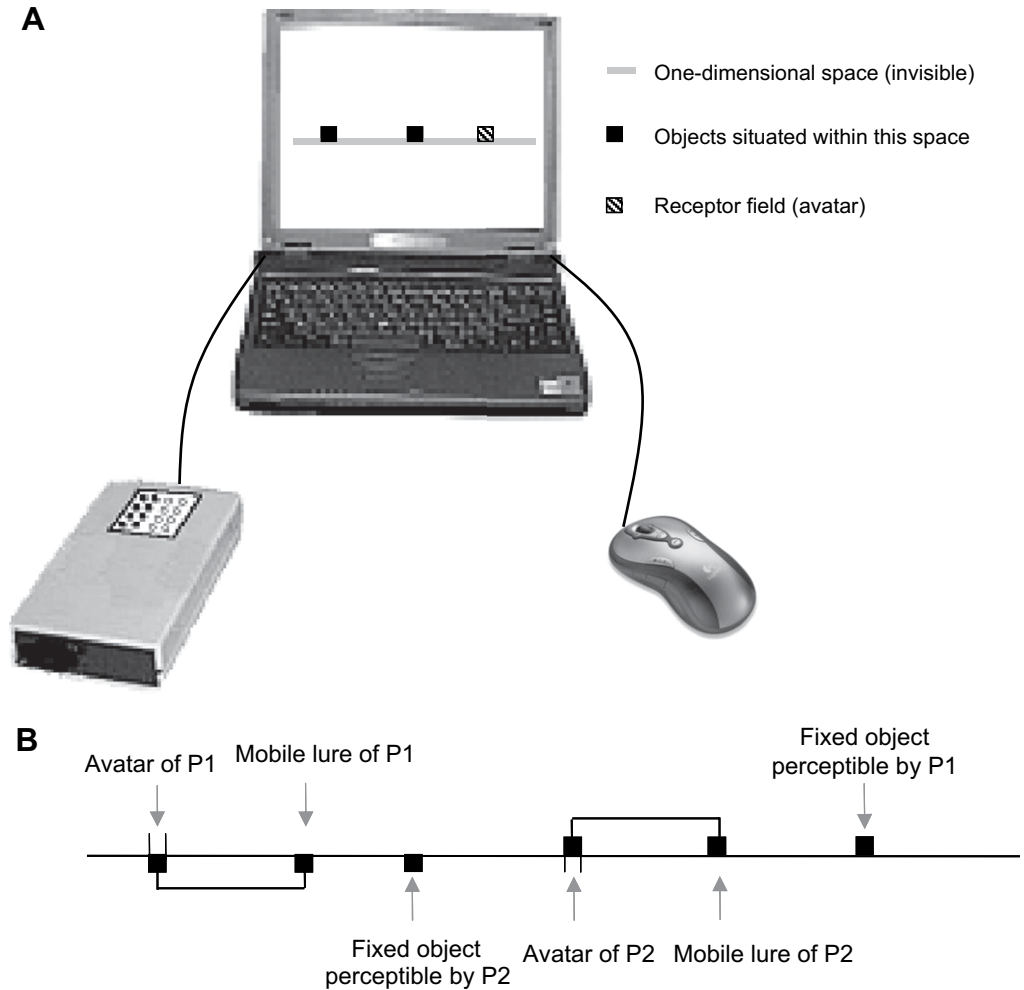 A
One-dimensional space (invisible)
Objects situated within this space
Receptor field (avatar)
B
Avatar of P1
Mobile lure of P1
Fixed object
perceptible by P1
Fixed object
perceptible by P2
Avatar of P2
Mobile lure of P2